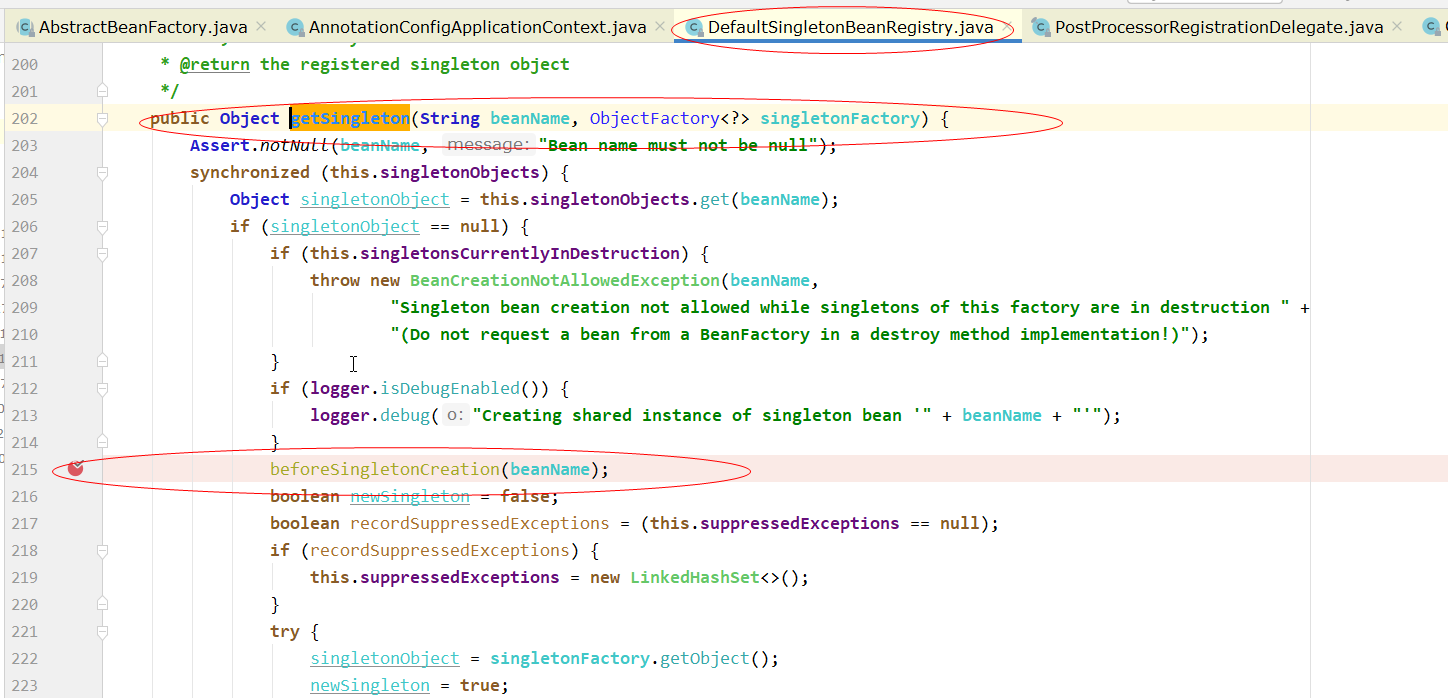 AbstractBeanFactory.java × AnnotationConfigApplicationContext.java × DefaultSingletonBeanRegistry.java × PostProcessorRegistrationDelegate.java ×
200 * @return the registered singleton object
201 */
202 public Object getSingleton(String beanName, ObjectFactory<?> singletonFactory) {
203 Assert.notNull(beanName, message: "Bean name must not be null");
204 synchronized (this.singletonObjects) {
205 Object singletonObject = this.singletonObjects.get(beanName);
206 if (singletonObject == null) {
207 if (this.singletonsCurrentlyInDestruction) {
208 throw new BeanCreationNotAllowedException(beanName,
209 "Singleton bean creation not allowed while singletons of this factory are in destruction " +
210 "(Do not request a bean from a BeanFactory in a destroy method implementation!)");
211 }
212 if (logger.isDebugEnabled()) {
213 logger.debug( o: "Creating shared instance of singleton bean '" + beanName + "'");
214 }
215 beforeSingletonCreation(beanName);
216 boolean newSingleton = false;
217 boolean recordSuppressedExceptions = (this.suppressedExceptions == null);
218 if (recordSuppressedExceptions) {
219 this.suppressedExceptions = new LinkedHashSet<>();
220 }
221 try {
222 singletonObject = singletonFactory.getObject();
223 newSingleton = true;